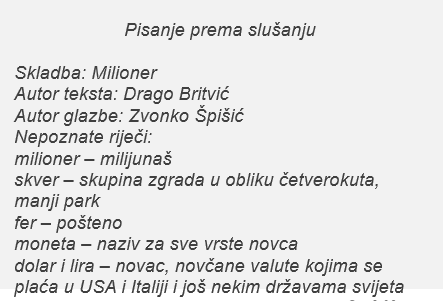 Pisanje prema slušanju
Skladba: Milioner
Autor teksta: Drago Britvić
Autor glazbe: Zvonko Špišić
Nepoznate riječi:
milioner – milijunaš
skver – skupina zgrada u obliku četverokuta,
manji park
fer – pošteno
moneta – naziv za sve vrste novca
dolar i lira – novac, novčane valute kojima se
plaća u USA i Italiji i još nekim državama svijeta